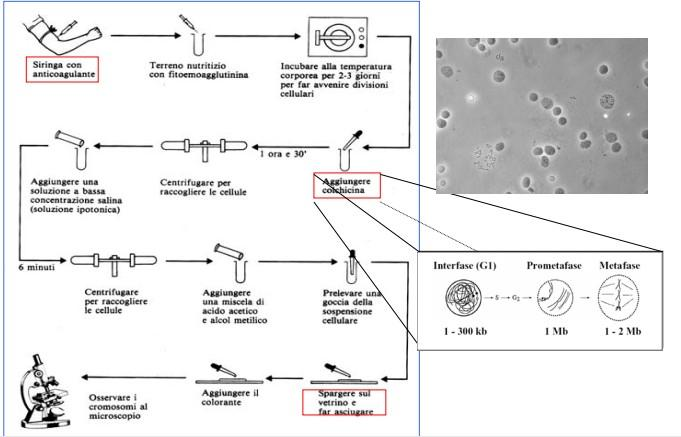 Siringa con
anticoagulante
Terreno nutritizio
con fitoemoagglutinina
Incubare alla temperatura
corporea per 2-3 giorni
per far avvenire divisioni
cellulari
Aggiungere
colchicina
1 ora e 30'
Centrifugare per
raccogliere le cellule
Aggiungere una
soluzione a bassa
concentrazione salina
(soluzione ipotonica)
6 minuti
Centrifugare
per raccogliere
le cellule
Aggiungere
una miscela di
acido acetico
e alcol metilico
Prelevare una
goccia della
sospensione
cellulare
Spargere sul
vetrino e
far asciugare
Aggiungere il
colorante
Osservare i
cromosomi al
microscopio
Interfase (G1) Prometafase Metafase
S G2
1 - 300 kb 1 Mb 1 - 2 Mb